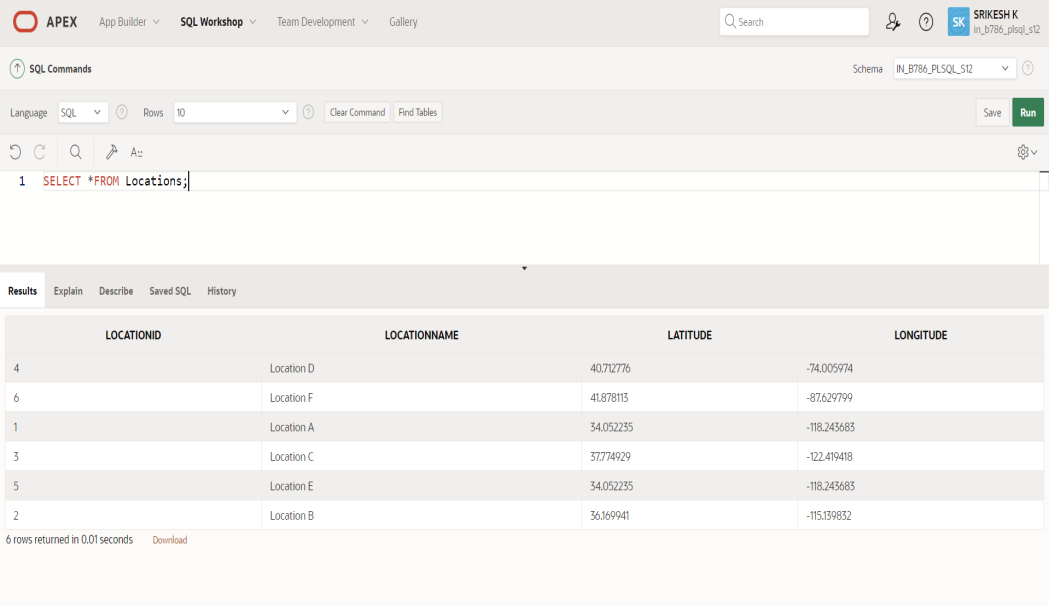 APEX App Builder SQL Workshop Team Development Gallery Search SK SRIKESH K
in_b786_plsql_s12
SQL Commands Schema IN_B786_PLSQL_S12
Language SQL Rows 10 Clear Command Find Tables Save Run
A::
1 SELECT *FROM Locations;
Results Explain Describe Saved SQL History
LOCATIONID LOCATIONNAME LATITUDE LONGITUDE
4 Location D 40.712776 -74.005974
6 Location F 41.878113 -87.629799
1 Location A 34.052235 -118.243683
3 Location C 37.774929 -122.419418
5 Location E 34.052235 -118.243683
2 Location B 36.169941 -115.139832
6 rows returned in 0.01 seconds Download